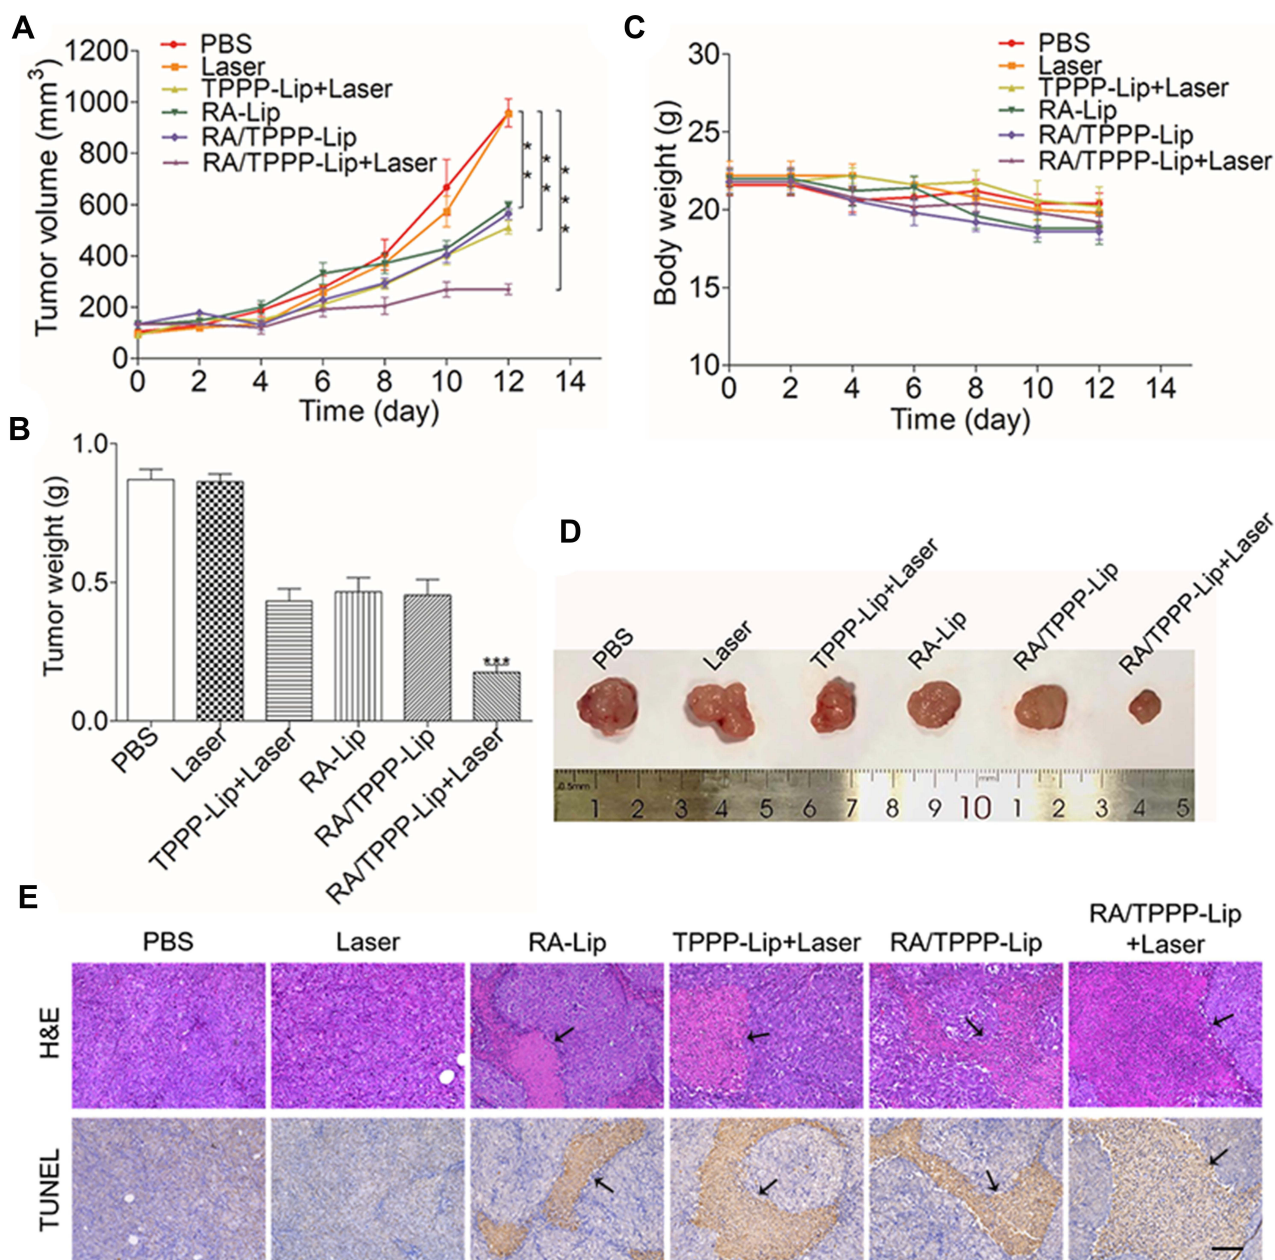 A
Tumor volume (mm³)
1200
1000
800
600
400
200
0
0 2 4 6 8 10 12 14
Time (day)
PBS
Laser
TPPP-Lip+Laser
RA-Lip
RA/TPPP-Lip
RA/TPPP-Lip+Laser
**
**
***
C
Body weight (g)
30
25
20
15
10
0 2 4 6 8 10 12 14
Time (day)
PBS
Laser
TPPP-Lip+Laser
RA-Lip
RA/TPPP-Lip
RA/TPPP-Lip+Laser
B
Tumor weight (g)
1.0
0.5
0.0
***
PBS
Laser
TPPP-Lip+Laser
RA-Lip
RA/TPPP-Lip
RA/TPPP-Lip+Laser
D
PBS
Laser
TPPP-Lip+Laser
RA-Lip
RA/TPPP-Lip
RA/TPPP-Lip+Laser
0.5mm
mm
1 2 3 4 5 6 7 8 9 10 1 2 3 4 5
E
PBS
Laser
RA-Lip
TPPP-Lip+Laser
RA/TPPP-Lip
RA/TPPP-Lip
+Laser
H&E
TUNEL